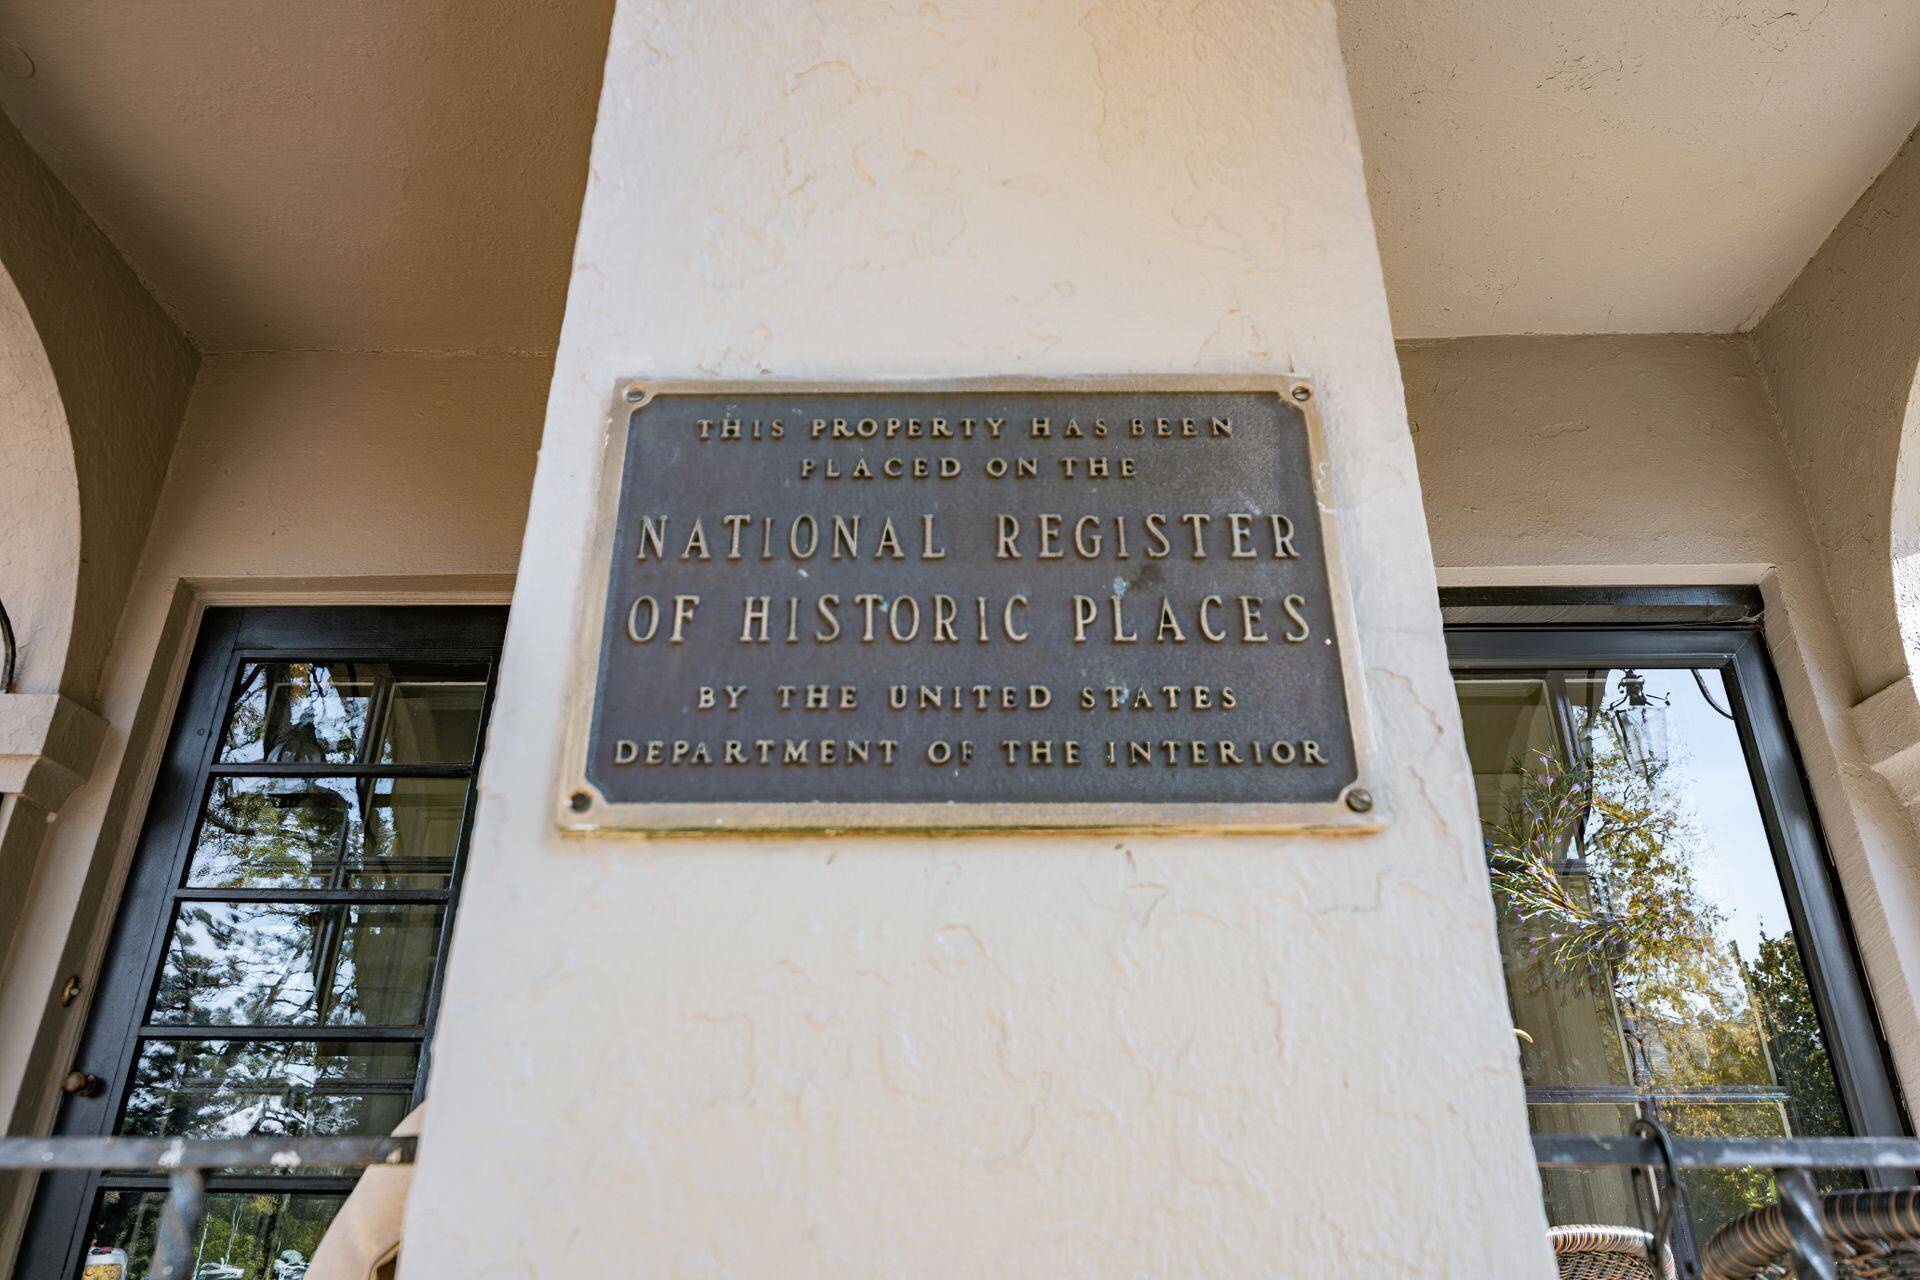 THIS PROPERTY HAS BEEN
PLACED ON THE
NATIONAL REGISTER
OF HISTORIC PLACES
BY THE UNITED STATES
DEPARTMENT OF THE INTERIOR